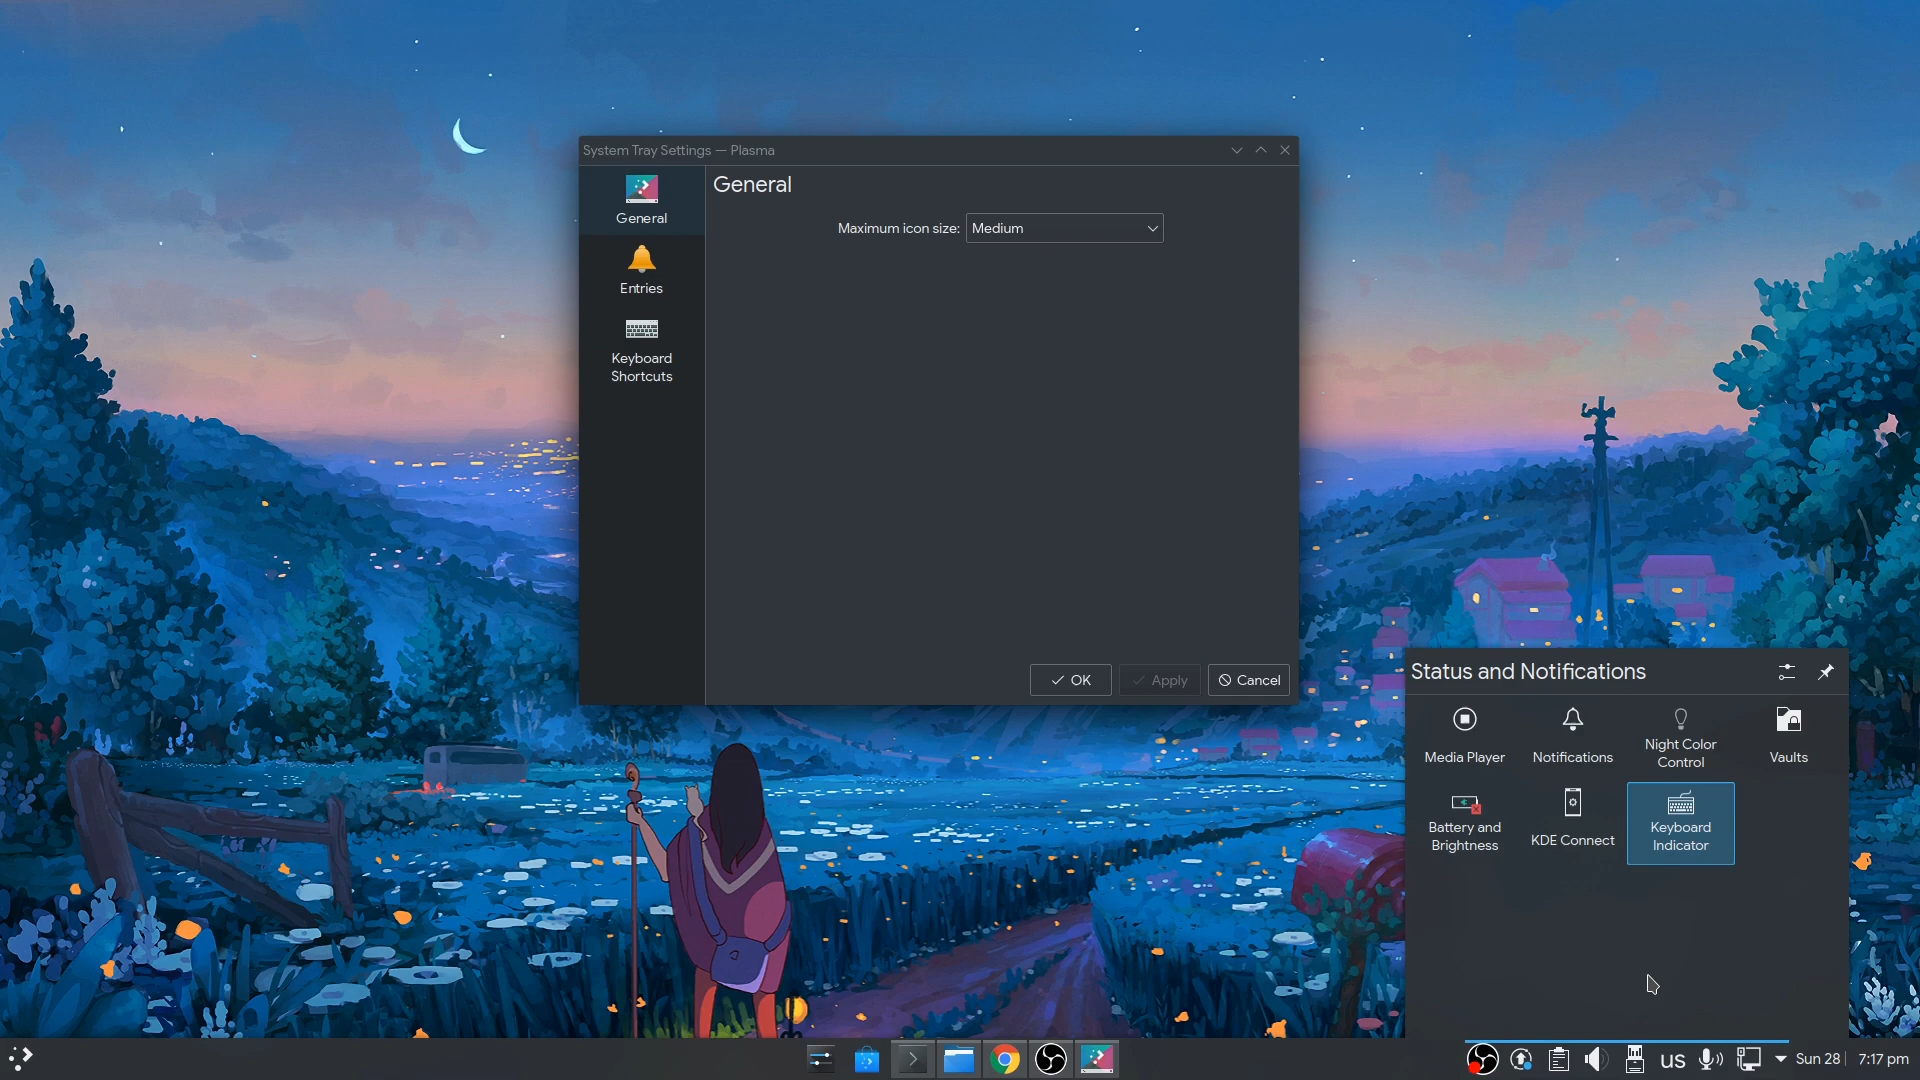 System Tray Settings — Plasma
General
Entries
Keyboard
Shortcuts
General
Maximum icon size: Medium
OK
Apply
Cancel
Status and Notifications
Media Player
Notifications
Night Color
Control
Vaults
Battery and
Brightness
KDE Connect
Keyboard
Indicator
us
Sun 28
7:17 pm